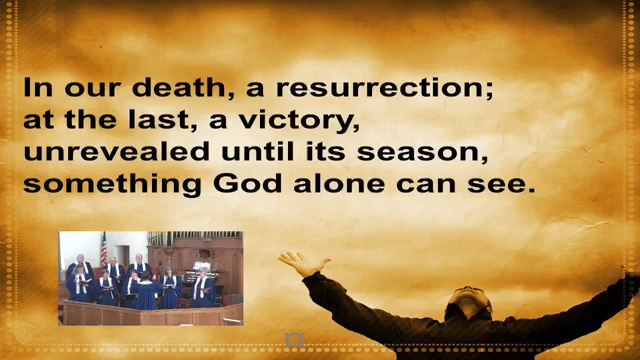 In our death, a resurrection;
at the last, a victory,
unrevealed until its season,
something God alone can see.